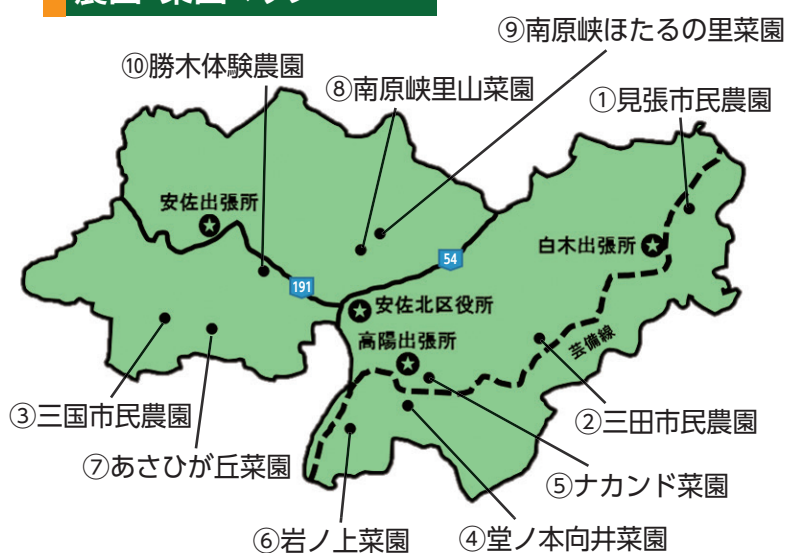 ⑨南原峡ほたるの里菜園
⑩勝木体験農園
⑧南原峡里山菜園
①見張市民農園
安佐出張所
白木出張所
54
191
安佐北区役所
高陽出張所
芸備線
③三国市民農園
②三田市民農園
⑦あさひが丘菜園
⑤ナカンド菜園
⑥岩ノ上菜園
④堂ノ本向井菜園